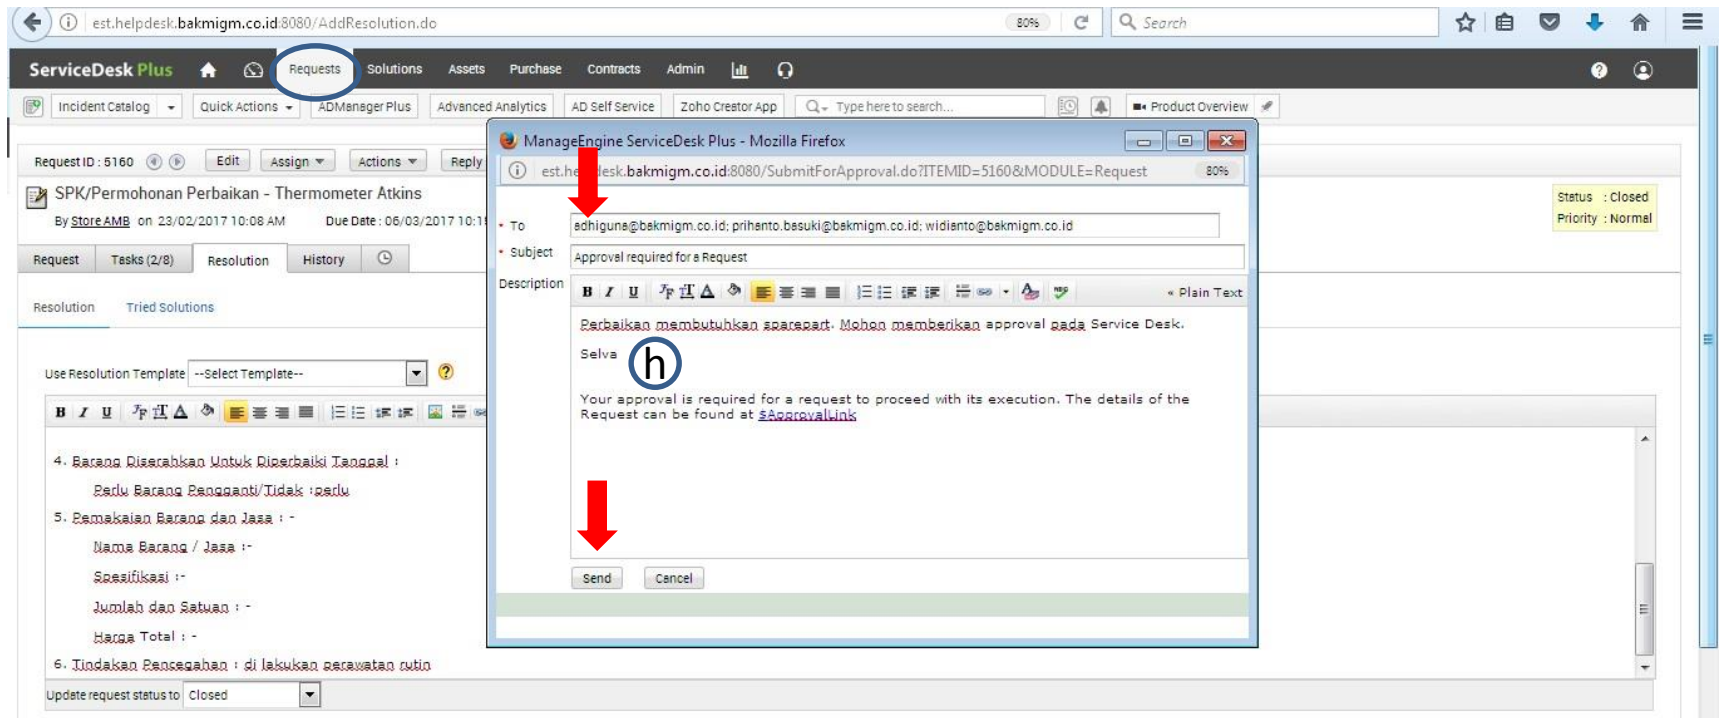 est.helpdesk.bakmigm.co.id:8080/AddResolution.do
80%
Search
ServiceDesk Plus
Requests
Solutions
Assets
Purchase
Contracts
Admin
Incident Catalog
Quick Actions
ADManager Plus
Advanced Analytics
AD Self Service
Zoho Creator App
Type here to search...
Product Overview
Request ID : 5160
Edit
Assign
Actions
Reply
SPK/Permohonan Perbaikan - Thermometer Atkins
By Store AMB on 23/02/2017 10:08 AM
Due Date : 06/03/2017 10:1
Status : Closed
Priority : Normal
Request
Tasks (2/8)
Resolution
History
Resolution
Tried Solutions
Use Resolution Template
--Select Template--
B I U
4. Barang Diserahkan Untuk Diperbaiki Tanggal :
Perlu Barang Pengganti/Tidak :perlu
5. Pemakaian Barang dan Jasa : -
Nama Barang / Jasa :-
Spesifikasi :-
Jumlah dan Satuan : -
Harga Total : -
6. Tindakan Pencegahan : di lakukan perawatan rutin
Update request status to
Closed
ManageEngine ServiceDesk Plus - Mozilla Firefox
est.he desk.bakmigm.co.id:8080/SubmitForApproval.do?ITEMID=5160&MODULE=Request
80%
To
adhiguna@bakmigm.co.id; prihanto.basuki@bakmigm.co.id; widianto@bakmigm.co.id
Subject
Approval required for a Request
Description
B I U
« Plain Text
Perbaikan membutuhkan sparepart. Mohon memberikan approval pada Service Desk.
Selva
h
Your approval is required for a request to proceed with its execution. The details of the
Request can be found at $ApprovalLink
Send
Cancel